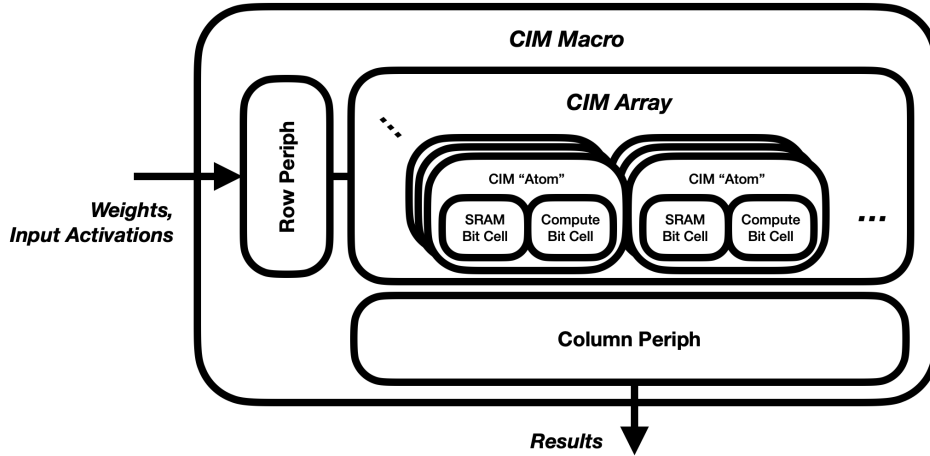 CIM Macro
CIM Array
Row Periph
Weights,
Input Activations
CIM “Atom”
SRAM
Bit Cell
Compute
Bit Cell
CIM “Atom”
SRAM
Bit Cell
Compute
Bit Cell
...
...
Column Periph
Results